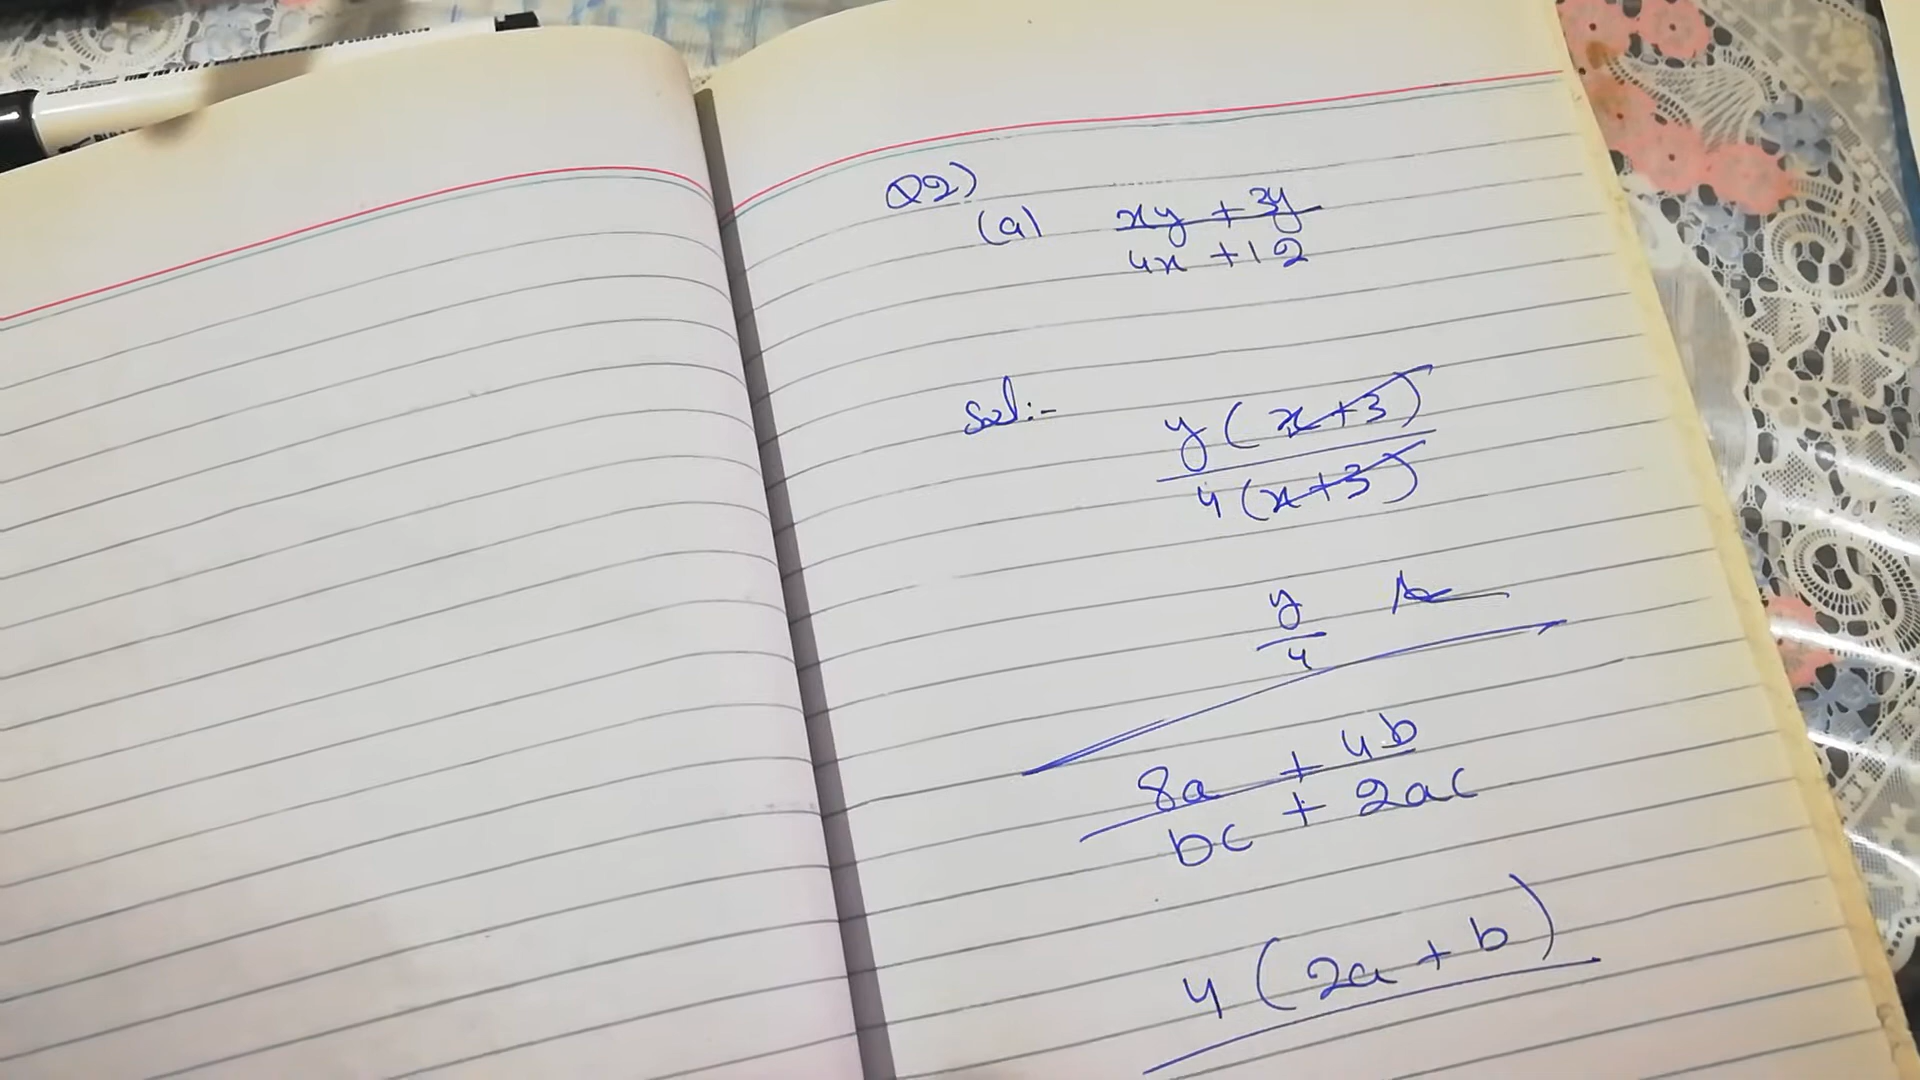 Q2)
(a) xy + 3y
4x + 12
Sol:-
y (x+3)
4 (x+3)
y
4
8a + 4b
bc + 2ac
4 (2a + b)